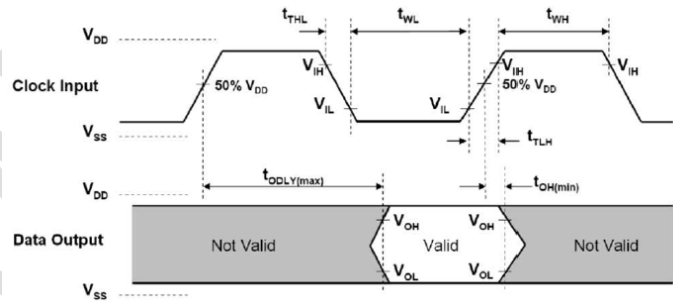 tTHL tWL tWH
VDD
VIH VIH VIH
Clock Input 50% VDD 50% VDD
VIL VIL
VSS
tTLH
VDD tODLY(max) tOH(min)
VOH VOH
Data Output Not Valid Valid Not Valid
VOL VOL
VSS